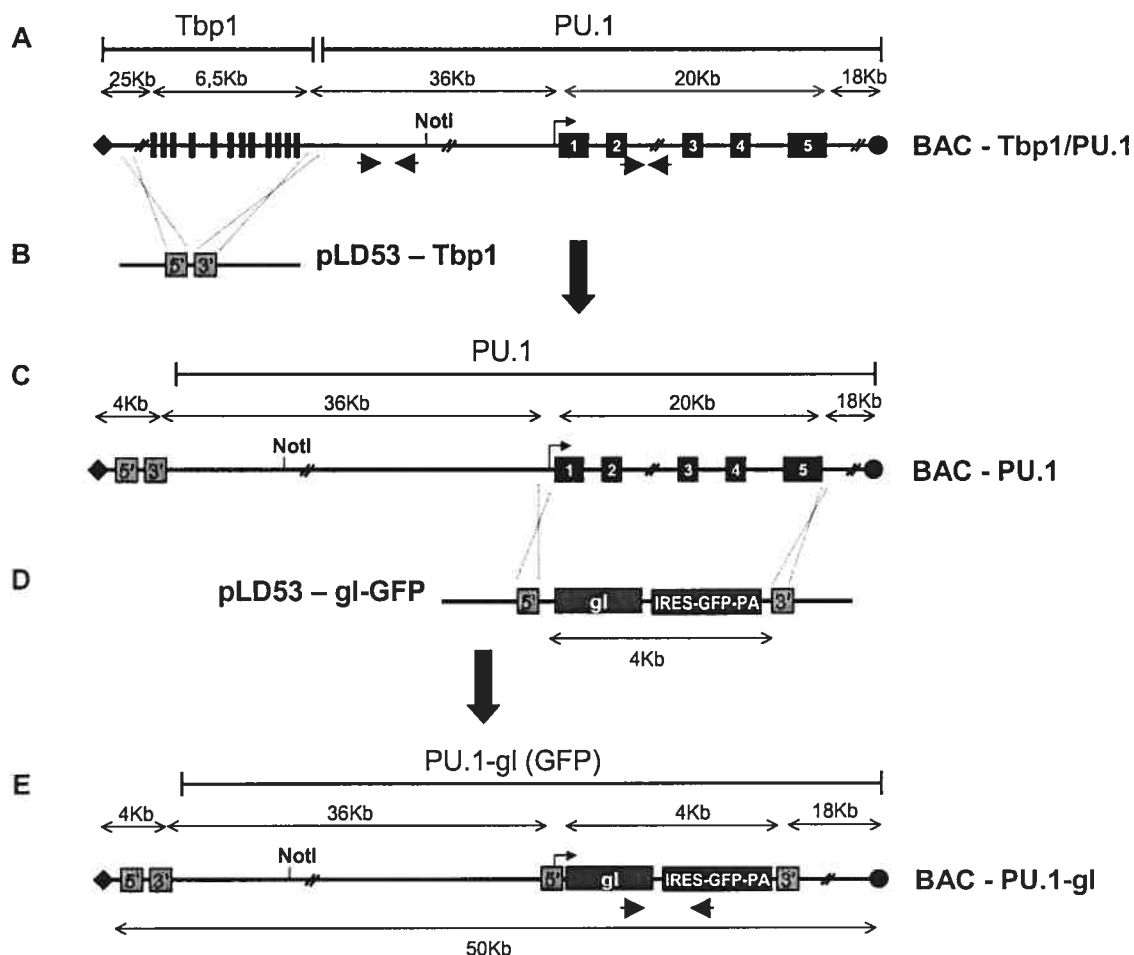 A
Tbp1 PU.1
25Kb 6,5Kb 36Kb 20Kb 18Kb
NotI
1 2 3 4 5
BAC - Tbp1/PU.1
B
5' 3'
pLD53 – Tbp1
C
PU.1
4Kb 36Kb 20Kb 18Kb
NotI
5' 3' 1 2 3 4 5
BAC - PU.1
D
pLD53 – gl-GFP
5' gl IRES-GFP-PA 3'
4Kb
E
PU.1-gl (GFP)
4Kb 36Kb 4Kb 18Kb
NotI
5' 3' 5' gl IRES-GFP-PA 3'
BAC - PU.1-gl
50Kb